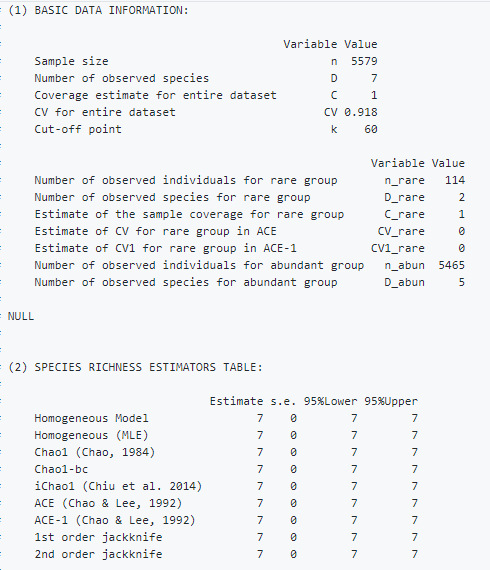 (1) BASIC DATA INFORMATION:
Variable Value
Sample size n 5579
Number of observed species D 7
Coverage estimate for entire dataset C 1
CV for entire dataset CV 0.918
Cut-off point k 60
Variable Value
Number of observed individuals for rare group n_rare 114
Number of observed species for rare group D_rare 2
Estimate of the sample coverage for rare group C_rare 1
Estimate of CV for rare group in ACE CV_rare 0
Estimate of CV1 for rare group in ACE-1 CV1_rare 0
Number of observed individuals for abundant group n_abun 5465
Number of observed species for abundant group D_abun 5
NULL
(2) SPECIES RICHNESS ESTIMATORS TABLE:
Estimate s.e. 95%Lower 95%Upper
Homogeneous Model 7 0 7 7
Homogeneous (MLE) 7 0 7 7
Chao1 (Chao, 1984) 7 0 7 7
Chao1-bc 7 0 7 7
iChao1 (Chiu et al. 2014) 7 0 7 7
ACE (Chao & Lee, 1992) 7 0 7 7
ACE-1 (Chao & Lee, 1992) 7 0 7 7
1st order jackknife 7 0 7 7
2nd order jackknife 7 0 7 7